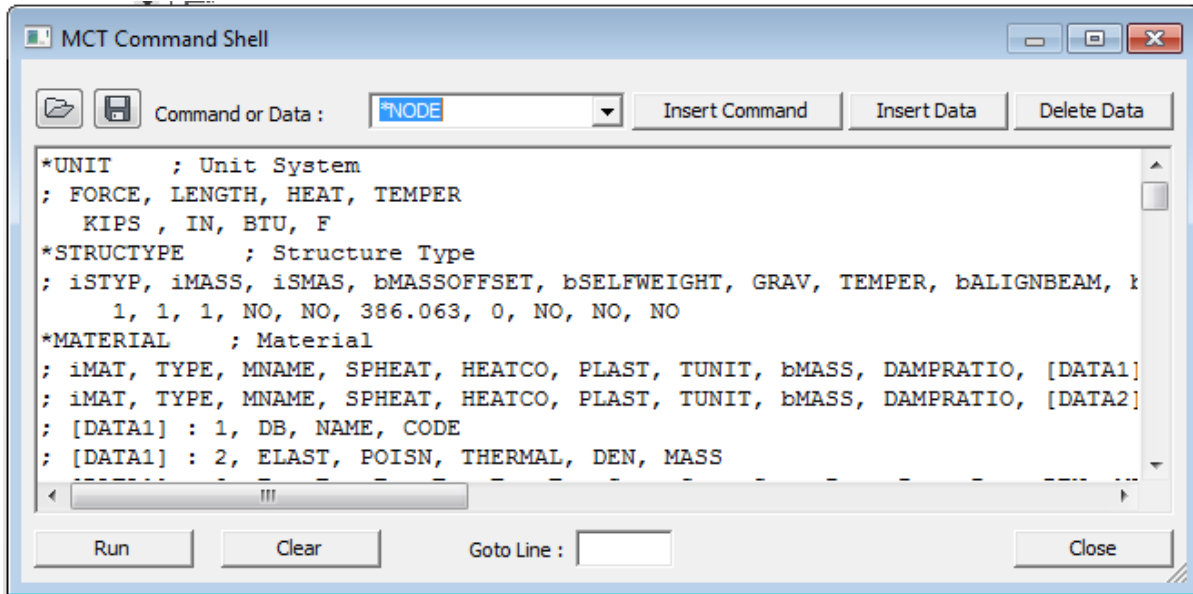 MCT Command Shell
Command or Data : *NODE Insert Command Insert Data Delete Data
*UNIT ; Unit System
; FORCE, LENGTH, HEAT, TEMPER
KIPS , IN, BTU, F
*STRUCTYPE ; Structure Type
; iSTYP, iMASS, iSMAS, bMASSOFFSET, bSELFWEIGHT, GRAV, TEMPER, bALIGNBEAM,
1, 1, 1, NO, NO, 386.063, 0, NO, NO, NO
*MATERIAL ; Material
; iMAT, TYPE, MNAME, SPHEAT, HEATCO, PLAST, TUNIT, bMASS, DAMPRATIO, [DATA1]
; iMAT, TYPE, MNAME, SPHEAT, HEATCO, PLAST, TUNIT, bMASS, DAMPRATIO, [DATA2]
; [DATA1] : 1, DB, NAME, CODE
; [DATA1] : 2, ELAST, POISN, THERMAL, DEN, MASS
Run Clear Goto Line : Close